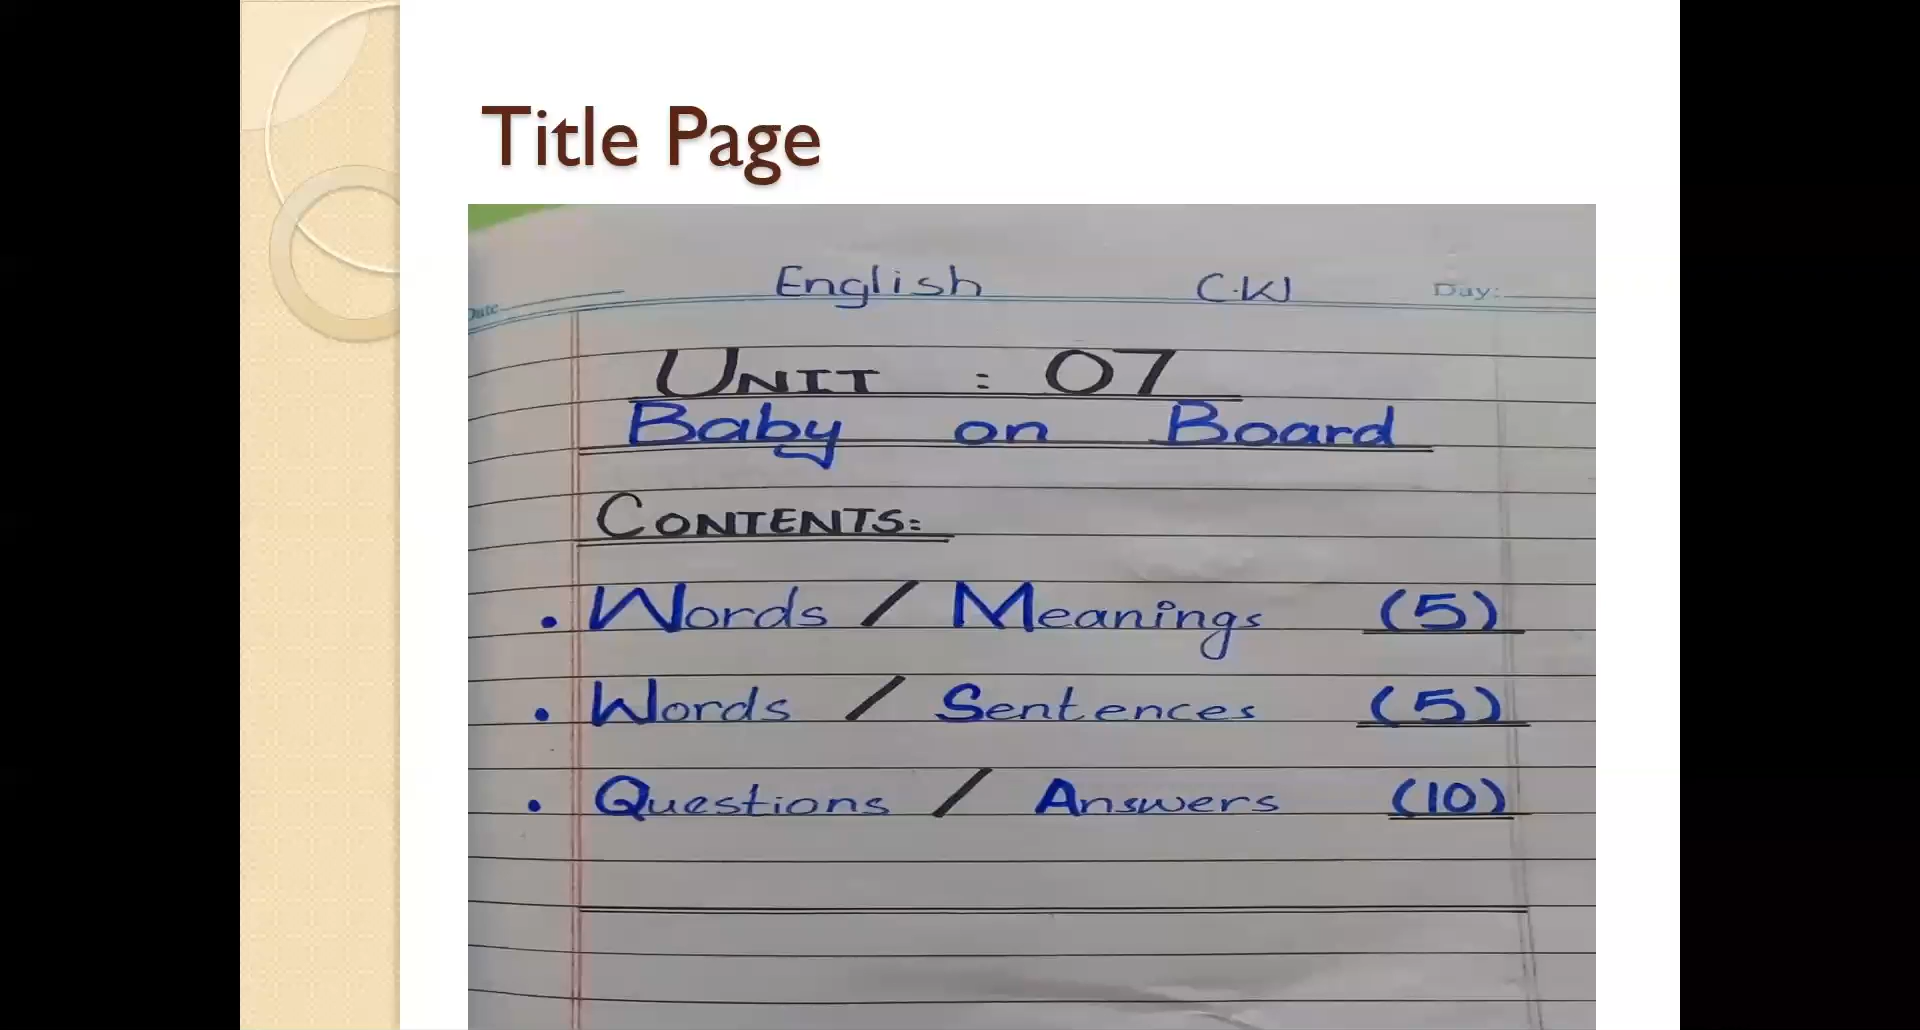 Title Page
English C.W Day:
Date
UNIT : 07
Baby on Board
CONTENTS:
• Words / Meanings (5)
• Words / Sentences (5)
• Questions / Answers (10)